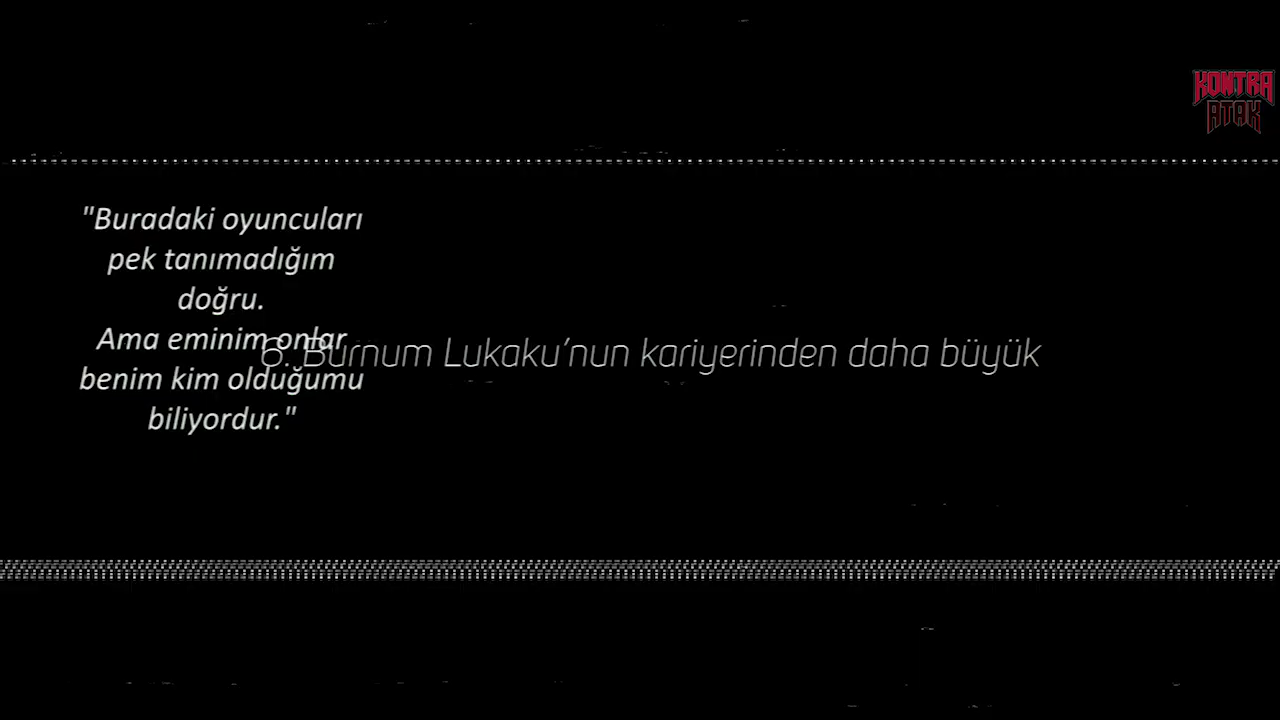 KONTRA
ATAK
"Buradaki oyuncuları
pek tanımadığım
doğru.
Ama eminim onlar
benim kim olduğumu
biliyordur."
6. Burnum Lukaku’nun kariyerinden daha büyük